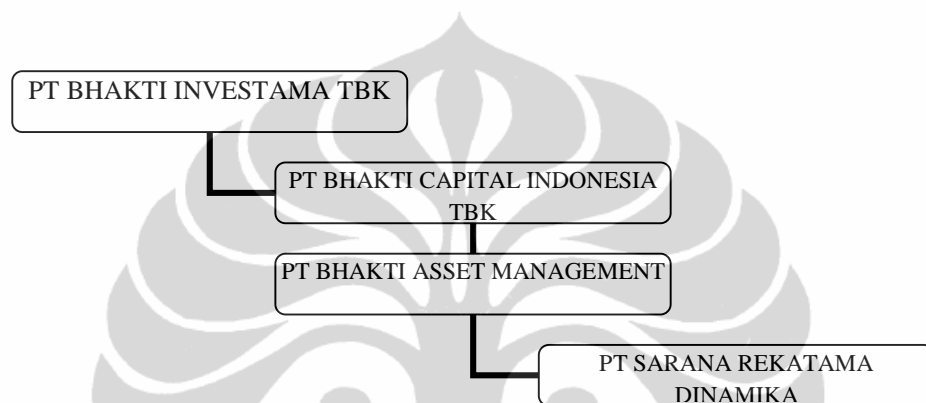 PT BHAKTI INVESTAMA TBK
PT BHAKTI CAPITAL INDONESIA
TBK
PT BHAKTI ASSET MANAGEMENT
PT SARANA REKATAMA
DINAMIKA